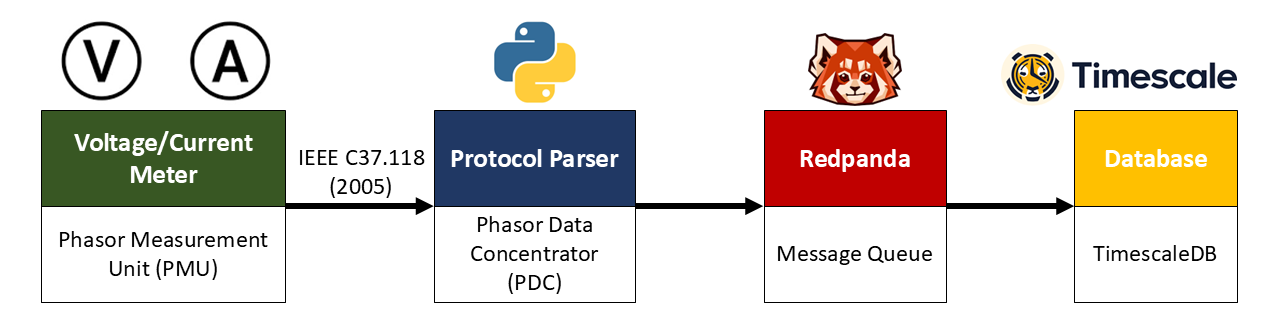 V
A
Timescale
Voltage/Current
Meter
IEEE C37.118
(2005)
Protocol Parser
Redpanda
Database
Phasor Measurement
Unit (PMU)
Phasor Data
Concentrator
(PDC)
Message Queue
TimescaleDB